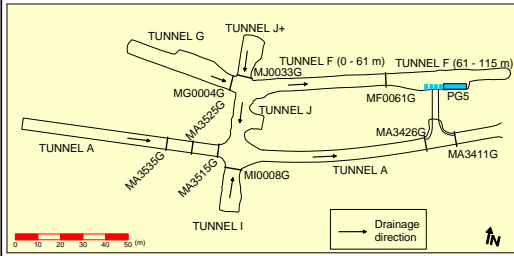 TUNNEL G
TUNNEL J+
TUNNEL F (0 - 61 m)
TUNNEL F (61 - 115 m)
MJ0033G
MG0004G
MF0061G
PG5
MA3525G
TUNNEL J
TUNNEL A
MA3535G
MA3515G
MI0008G
MA3426G
MA3411G
TUNNEL A
TUNNEL I
Drainage
direction
0 10 20 30 40 50 (m)
N